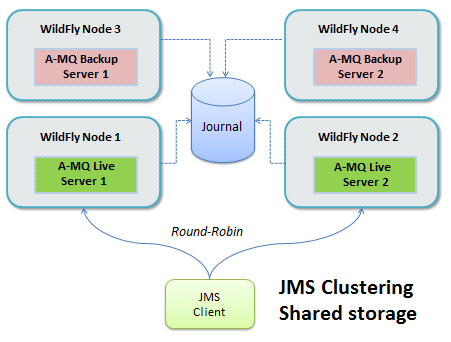 WildFly Node 3
A-MQ Backup
Server 1
WildFly Node 4
A-MQ Backup
Server 2
Journal
WildFly Node 1
A-MQ Live
Server 1
WildFly Node 2
A-MQ Live
Server 2
Round-Robin
JMS
Client
JMS Clustering
Shared storage